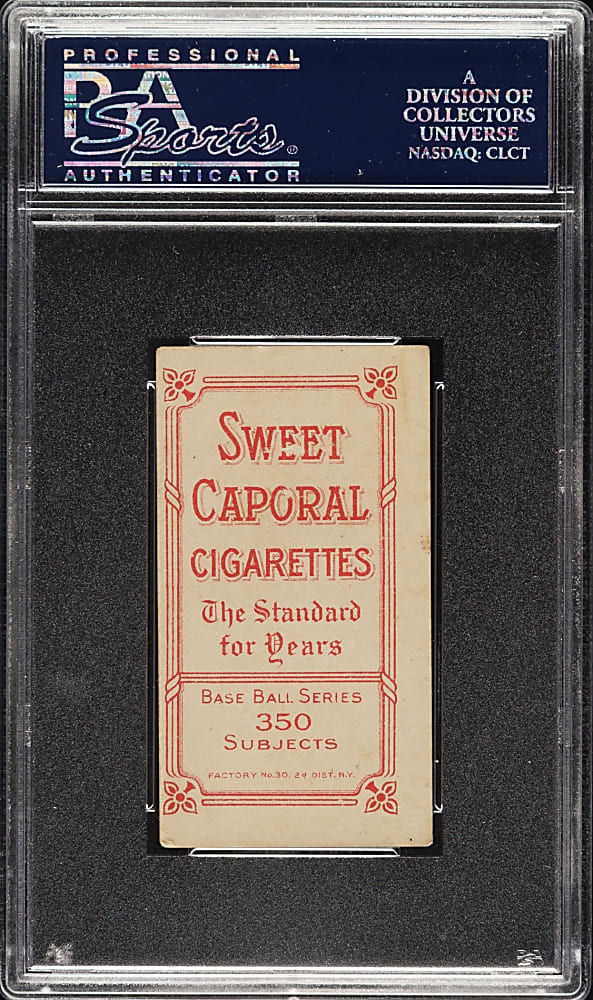 PROFESSIONAL
PSA
Sports®
AUTHENTICATOR
A
DIVISION OF
COLLECTORS
UNIVERSE
NASDAQ: CLCT
SWEET
CAPORAL
CIGARETTES
The Standard
for Years
BASE BALL SERIES
350
SUBJECTS
FACTORY No.30, 2d DIST. N.Y.